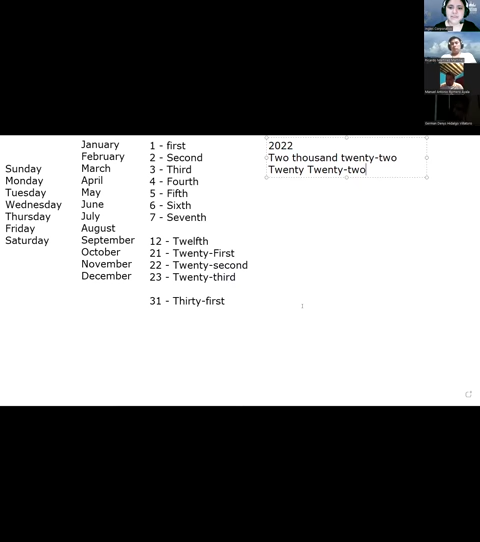 Sunday
Monday
Tuesday
Wednesday
Thursday
Friday
Saturday
January
February
March
April
May
June
July
August
September
October
November
December
1 - first
2 - Second
3 - Third
4 - Fourth
5 - Fifth
6 - Sixth
7 - Seventh
12 - Twelfth
21 - Twenty-First
22 - Twenty-second
23 - Twenty-third
31 - Thirty-first
2022
Two thousand twenty-two
Twenty Twenty-two